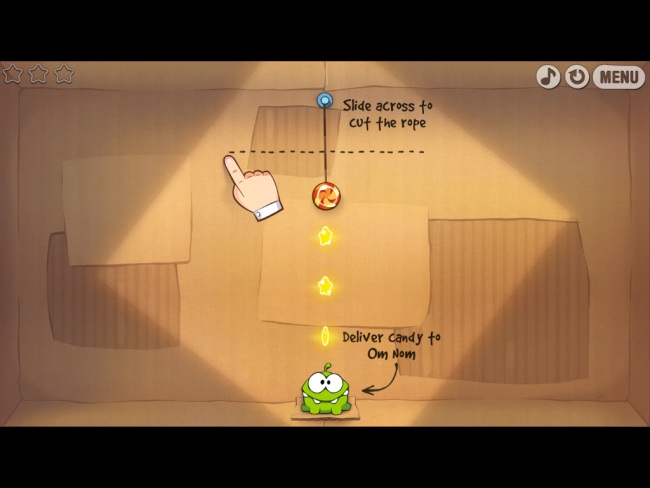 MENU
Slide across to
cut the rope
Deliver candy to
Om Nom